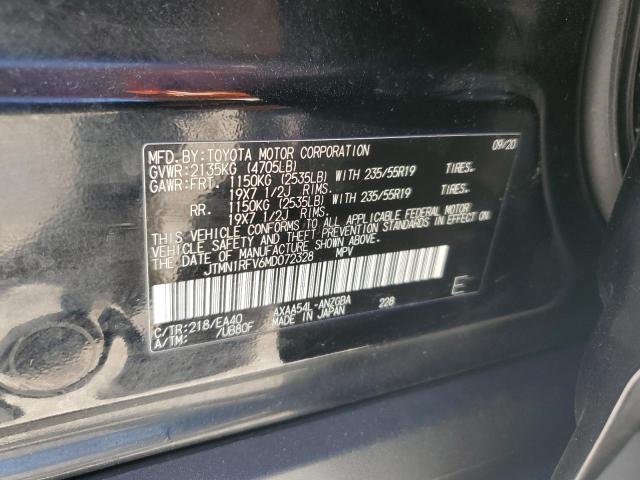 MFD.BY:TOYOTA MOTOR CORPORATION 09/20
GVWR:2135KG (4705LB)
GAWR:FRT. 1150KG (2535LB) WITH 235/55R19 TIRES.
19X7 1/2J RIMS.
RR. 1150KG (2535LB) WITH 235/55R19 TIRES.
19X7 1/2J RIMS.
THIS VEHICLE CONFORMS TO ALL APPLICABLE FEDERAL MOTOR
VEHICLE SAFETY AND THEFT PREVENTION STANDARDS IN EFFECT ON
THE DATE OF MANUFACTURE SHOWN ABOVE.
JTMN1RFV6MD072328 MPV
C/TR:218/EA40 AXAA54L-ANZGBA 228
A/TM: /UB80F MADE IN JAPAN
E